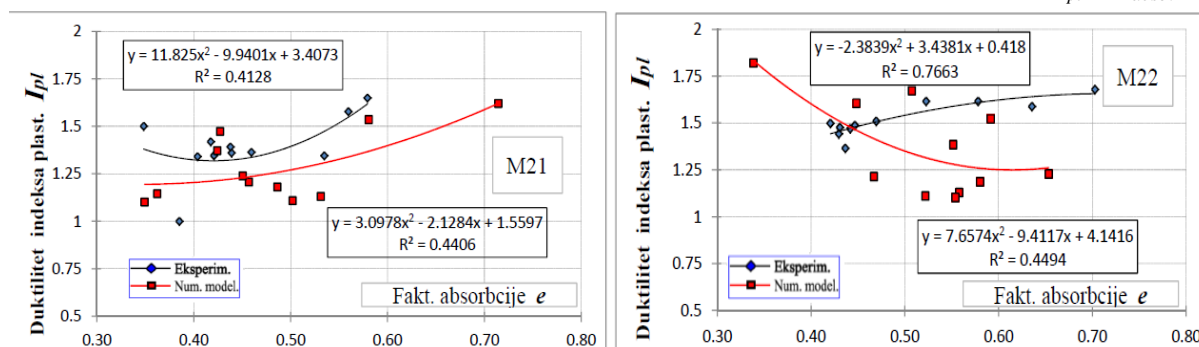 2
1.75
1.5
1.25
1
0.75
0.5
Duktilitet indeksa plast. Ipl
y = 11.825x² - 9.9401x + 3.4073
R² = 0.4128
M21
y = 3.0978x² - 2.1284x + 1.5597
R² = 0.4406
Eksperim.
Num. model.
Fakt. absorbcije e
0.30 0.40 0.50 0.60 0.70 0.80
2
1.75
1.5
1.25
1
0.75
0.5
Duktilitet indeksa plast. Ipl
y = -2.3839x² + 3.4381x + 0.418
R² = 0.7663
M22
y = 7.6574x² - 9.4117x + 4.1416
R² = 0.4494
Eksperim.
Num. model.
Fakt. absorbcije e
0.30 0.40 0.50 0.60 0.70 0.80